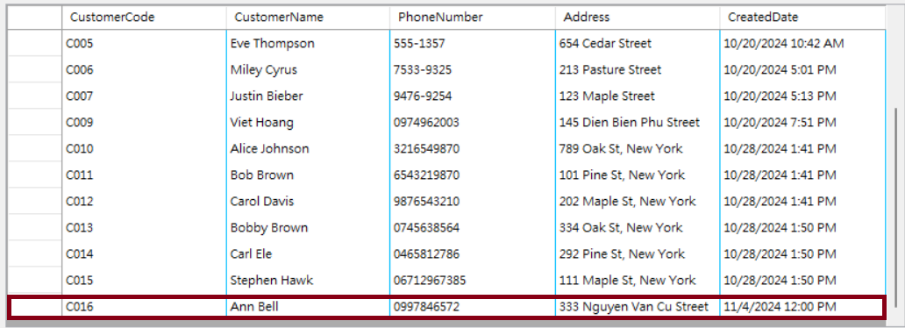 CustomerCode CustomerName PhoneNumber Address CreatedDate
C005 Eve Thompson 555-1357 654 Cedar Street 10/20/2024 10:42 AM
C006 Miley Cyrus 7533-9325 213 Pasture Street 10/20/2024 5:01 PM
C007 Justin Bieber 9476-9254 123 Maple Street 10/20/2024 5:13 PM
C009 Viet Hoang 0974962003 145 Dien Bien Phu Street 10/20/2024 7:51 PM
C010 Alice Johnson 3216549870 789 Oak St, New York 10/28/2024 1:41 PM
C011 Bob Brown 6543219870 101 Pine St, New York 10/28/2024 1:41 PM
C012 Carol Davis 9876543210 202 Maple St, New York 10/28/2024 1:41 PM
C013 Bobby Brown 0745638564 334 Oak St, New York 10/28/2024 1:50 PM
C014 Carl Ele 0465812786 292 Pine St, New York 10/28/2024 1:50 PM
C015 Stephen Hawk 06712967385 111 Maple St, New York 10/28/2024 1:50 PM
C016 Ann Bell 0997846572 333 Nguyen Van Cu Street 11/4/2024 12:00 PM